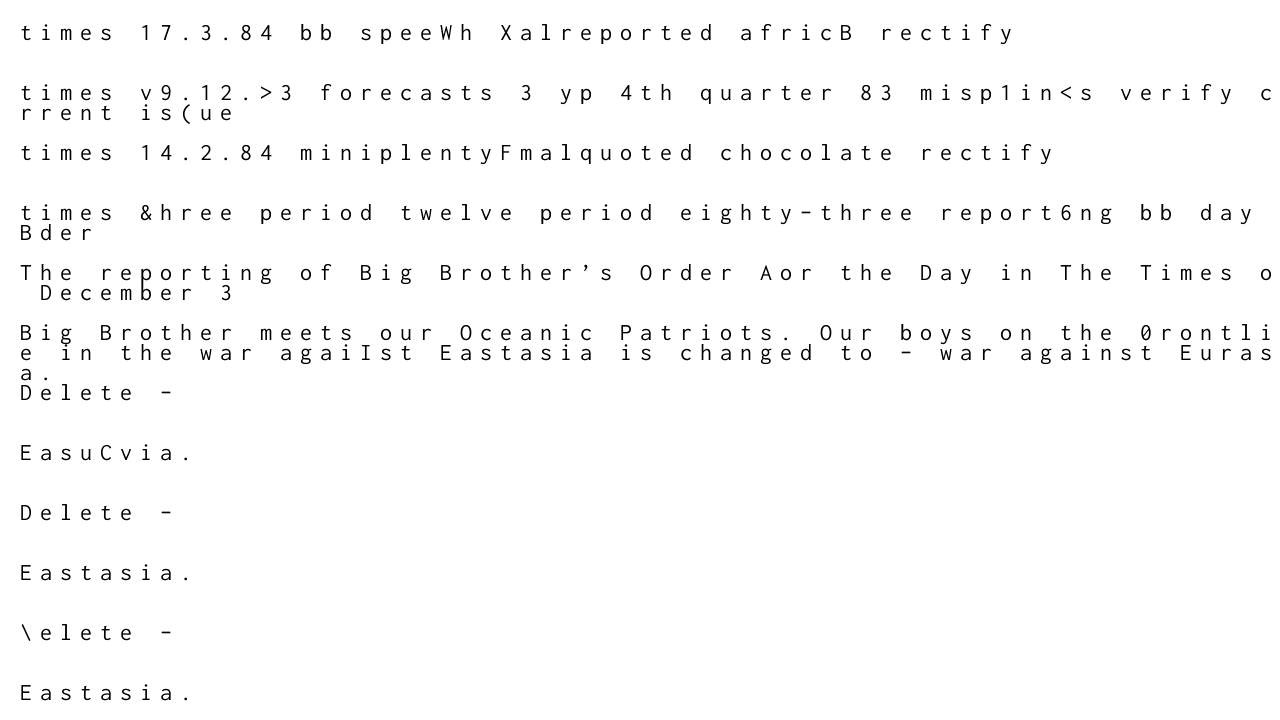 times 17.3.84 bb speeWh Xalreported africB rectify
times v9.12.>3 forecasts 3 yp 4th quarter 83 misp1in<s verify c
rrent is(ue
times 14.2.84 miniplentyFmalquoted chocolate rectify
times &hree period twelve period eighty-three report6ng bb day
Bder
The reporting of Big Brother's Order Aor the Day in The Times o
December 3
Big Brother meets our Oceanic Patriots. Our boys on the 0rontli
e in the war agaiIst Eastasia is changed to - war against Euras
a.
Delete -
EasuCvia.
Delete -
Eastasia.
\elete -
Eastasia.